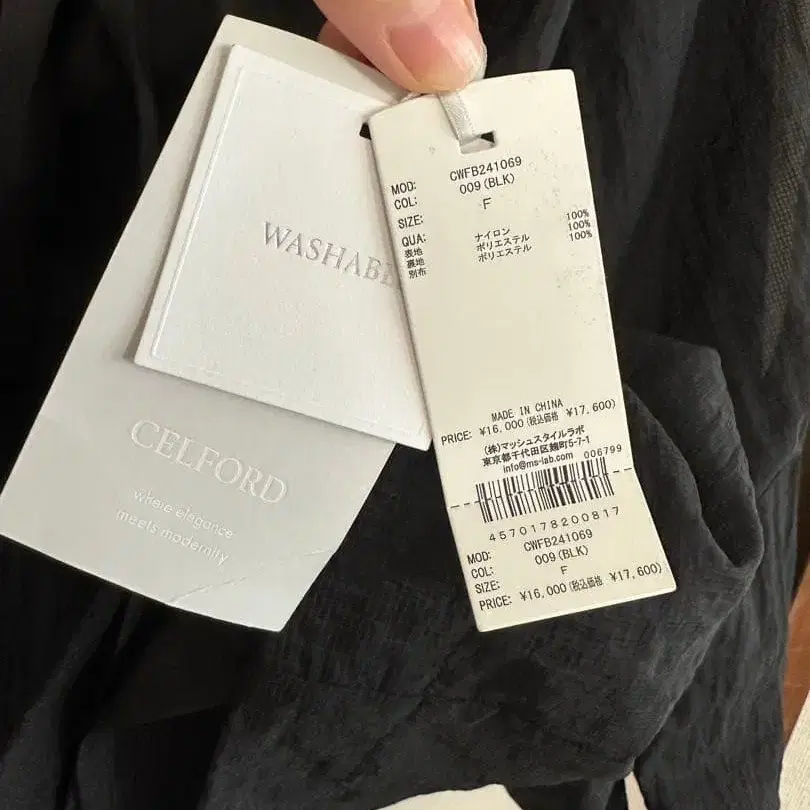 WASHABL
CELFORD
where elegance
meets modernity
MOD: CWFB241069
COL: 009(BLK)
SIZE: F
QUA:
表地 ナイロン 100%
裏地 ポリエステル 100%
別布 ポリエステル 100%
MADE IN CHINA
PRICE: ¥16,000(税込価格 ¥17,600)
(株)マッシュスタイルラボ
東京都千代田区麹町5-7-1
info@ms-lab.com 006799
4570178200817
MOD: CWFB241069
COL: 009(BLK)
SIZE: F
PRICE: ¥16,000(税込価格 ¥17,600)